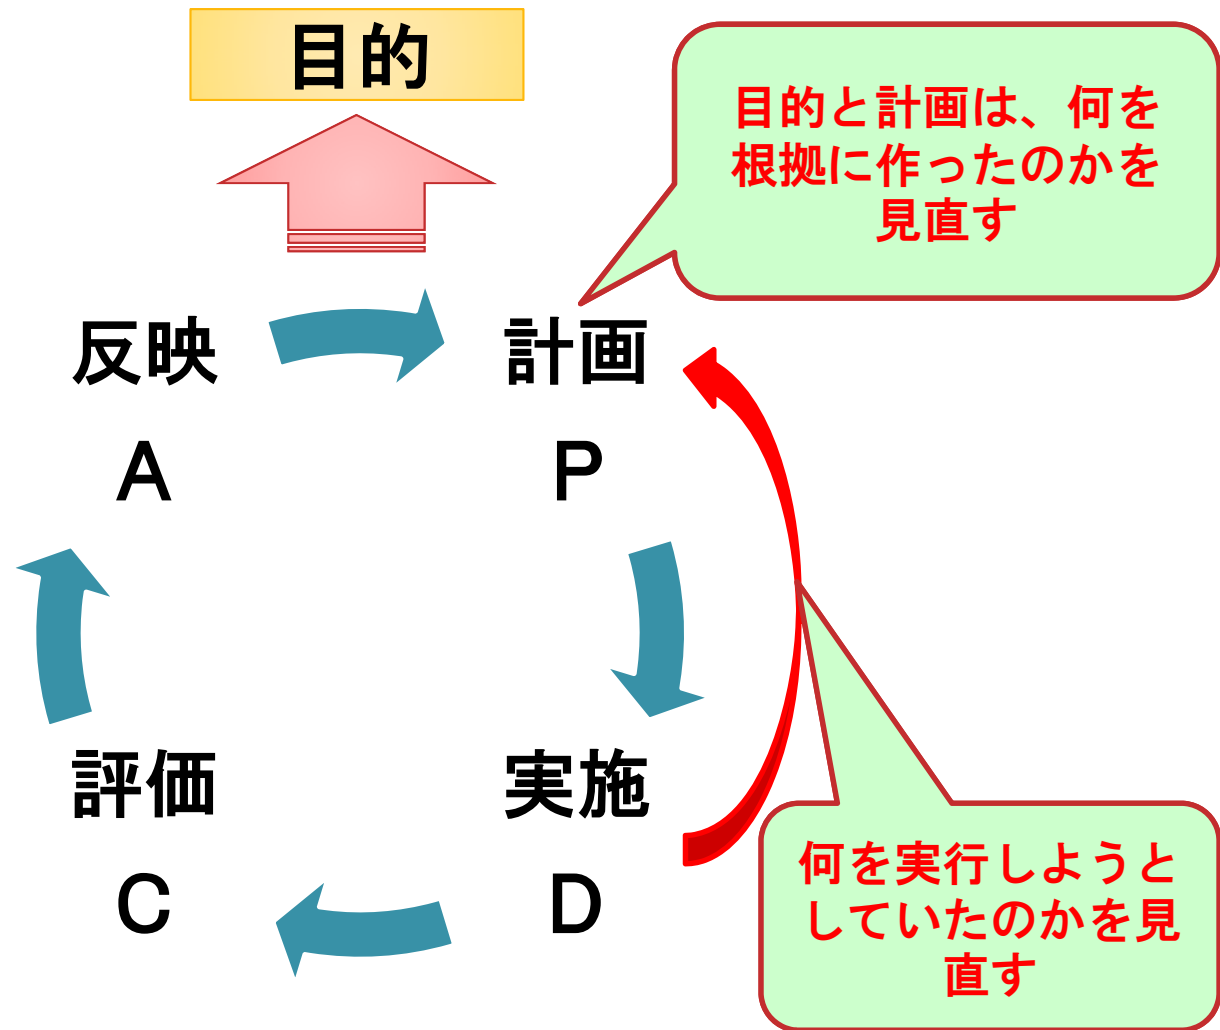 目的
目的と計画は、何を
根拠に作ったのかを
見直す
反映
計画
A
P
評価
実施
C
D
何を実行しようと
していたのかを見
直す